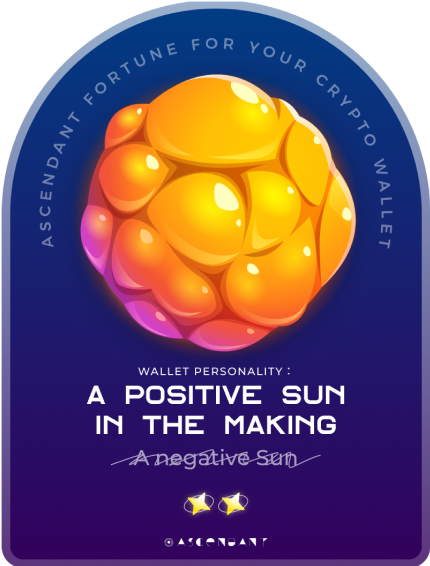 ASCENDANT FORTUNE FOR YOUR CRYPTO WALLET
WALLET PERSONALITY :
A POSITIVE SUN
IN THE MAKING
A negative Sun
@ASCENDANT